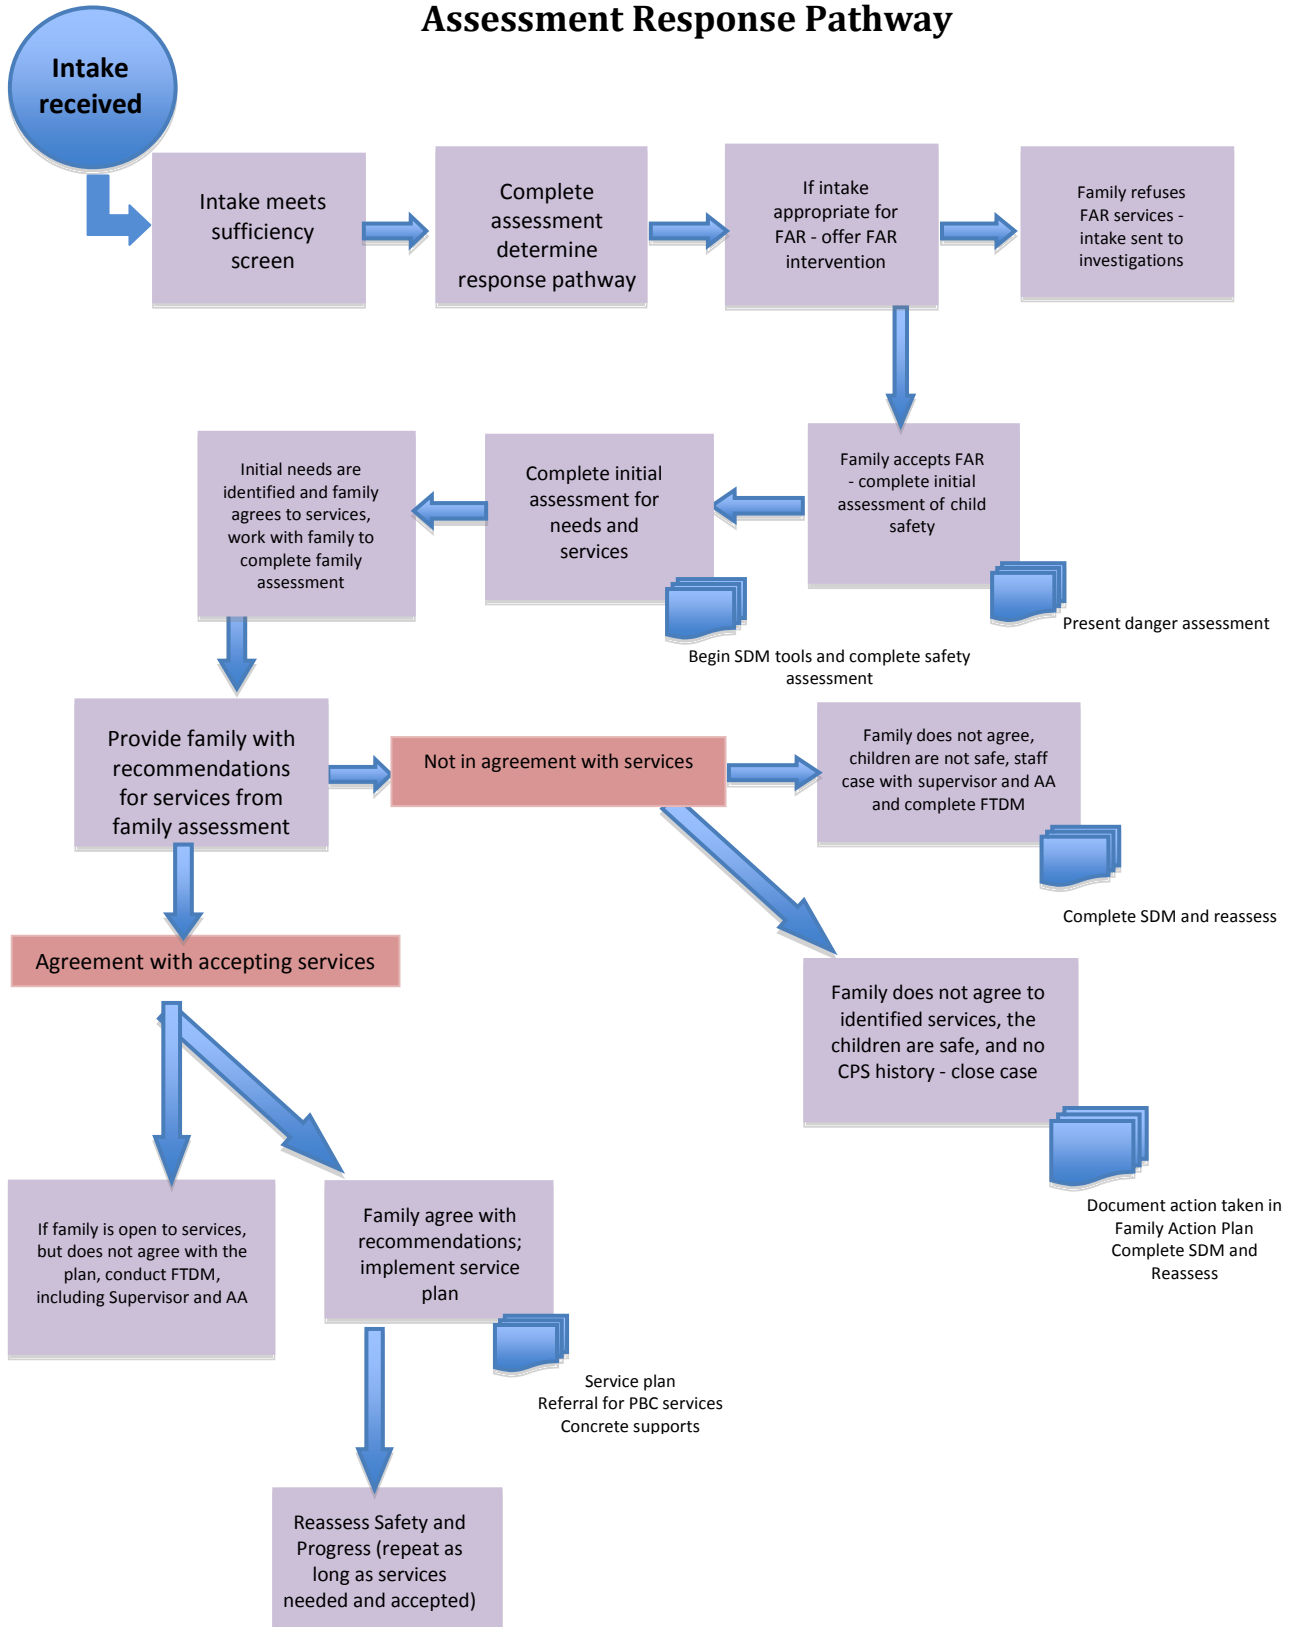 Assessment Response Pathway
Intake
received
Intake meets
sufficiency
screen
Complete
assessment
determine
response pathway
If intake
appropriate for
FAR - offer FAR
intervention
Family refuses
FAR services -
intake sent to
investigations
Family accepts FAR
- complete initial
assessment of child
safety
Present danger assessment
Complete initial
assessment for
needs and
services
Begin SDM tools and complete safety
assessment
Initial needs are
identified and family
agrees to services,
work with family to
complete family
assessment
Provide family with
recommendations
for services from
family assessment
Not in agreement with services
Family does not agree,
children are not safe, staff
case with supervisor and AA
and complete FTDM
Complete SDM and reassess
Agreement with accepting services
Family does not agree to
identified services, the
children are safe, and no
CPS history - close case
Document action taken in
Family Action Plan
Complete SDM and
Reassess
If family is open to services,
but does not agree with the
plan, conduct FTDM,
including Supervisor and AA
Family agree with
recommendations;
implement service
plan
Service plan
Referral for PBC services
Concrete supports
Reassess Safety and
Progress (repeat as
long as services
needed and accepted)